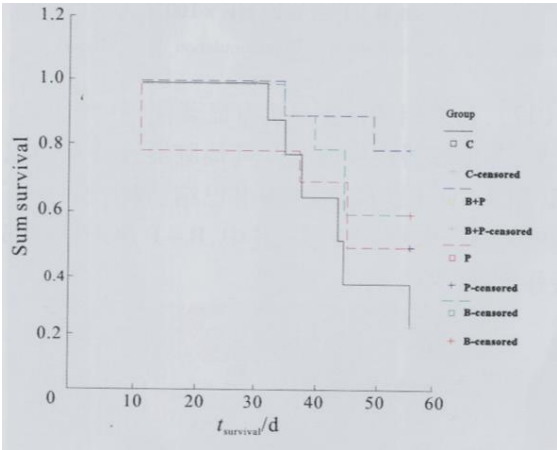 1.2
1.0
0.8
0.6
0.4
0.2
0
10 20 30 40 50 60
Sum survival
t survival/d
Group
C
C-censored
B+P
B+P-censored
P
P-censored
B-censored
B-censored